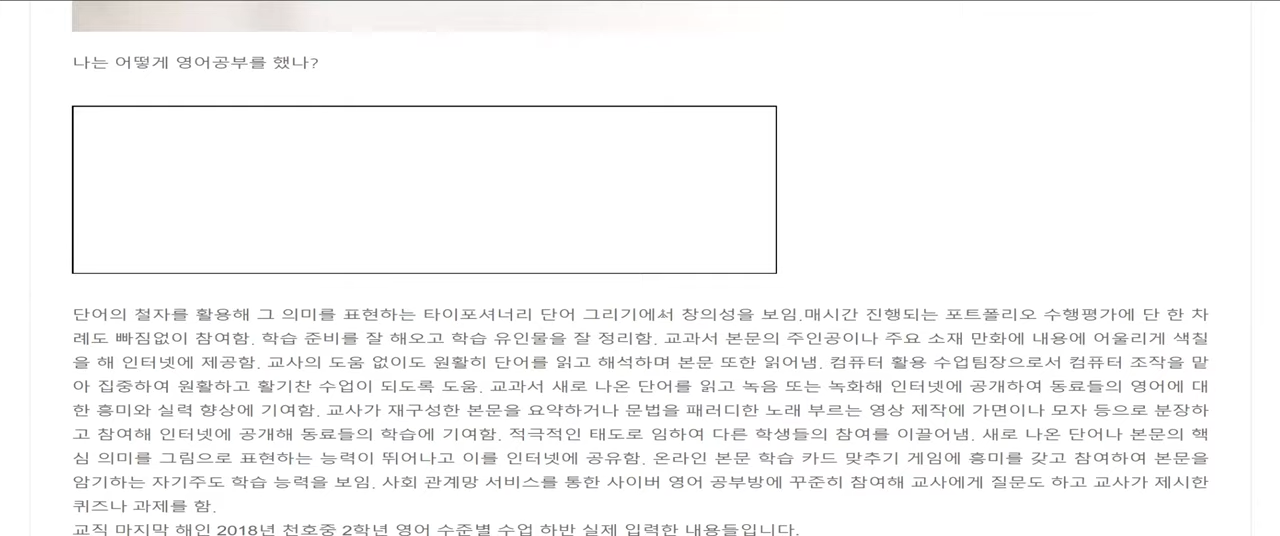 나는 어떻게 영어공부를 했나?
단어의 철자를 활용해 그 의미를 표현하는 타이포셔너리 단어 그리기에서 창의성을 보임.매시간 진행되는 포트폴리오 수행평가에 단 한 차
례도 빠짐없이 참여함. 학습 준비를 잘 해오고 학습 유인물을 잘 정리함. 교과서 본문의 주인공이나 주요 소재 만화에 내용에 어울리게 색칠
을 해 인터넷에 제공함. 교사의 도움 없이도 원활히 단어를 읽고 해석하며 본문 또한 읽어냄. 컴퓨터 활용 수업팀장으로서 컴퓨터 조작을 맡
아 집중하여 원활하고 활기찬 수업이 되도록 도움. 교과서 새로 나온 단어를 읽고 녹음 또는 녹화해 인터넷에 공개하여 동료들의 영어에 대
한 흥미와 실력 향상에 기여함. 교사가 재구성한 본문을 요약하거나 문법을 패러디한 노래 부르는 영상 제작에 가면이나 모자 등으로 분장하
고 참여해 인터넷에 공개해 동료들의 학습에 기여함. 적극적인 태도로 임하여 다른 학생들의 참여를 이끌어냄. 새로 나온 단어나 본문의 핵
심 의미를 그림으로 표현하는 능력이 뛰어나고 이를 인터넷에 공유함. 온라인 본문 학습 카드 맞추기 게임에 흥미를 갖고 참여하여 본문을
암기하는 자기주도 학습 능력을 보임. 사회 관계망 서비스를 통한 사이버 영어 공부방에 꾸준히 참여해 교사에게 질문도 하고 교사가 제시한
퀴즈나 과제를 함.
교직 마지막 해인 2018년 천호중 2학년 영어 수준별 수업 하반 실제 입력한 내용들입니다.